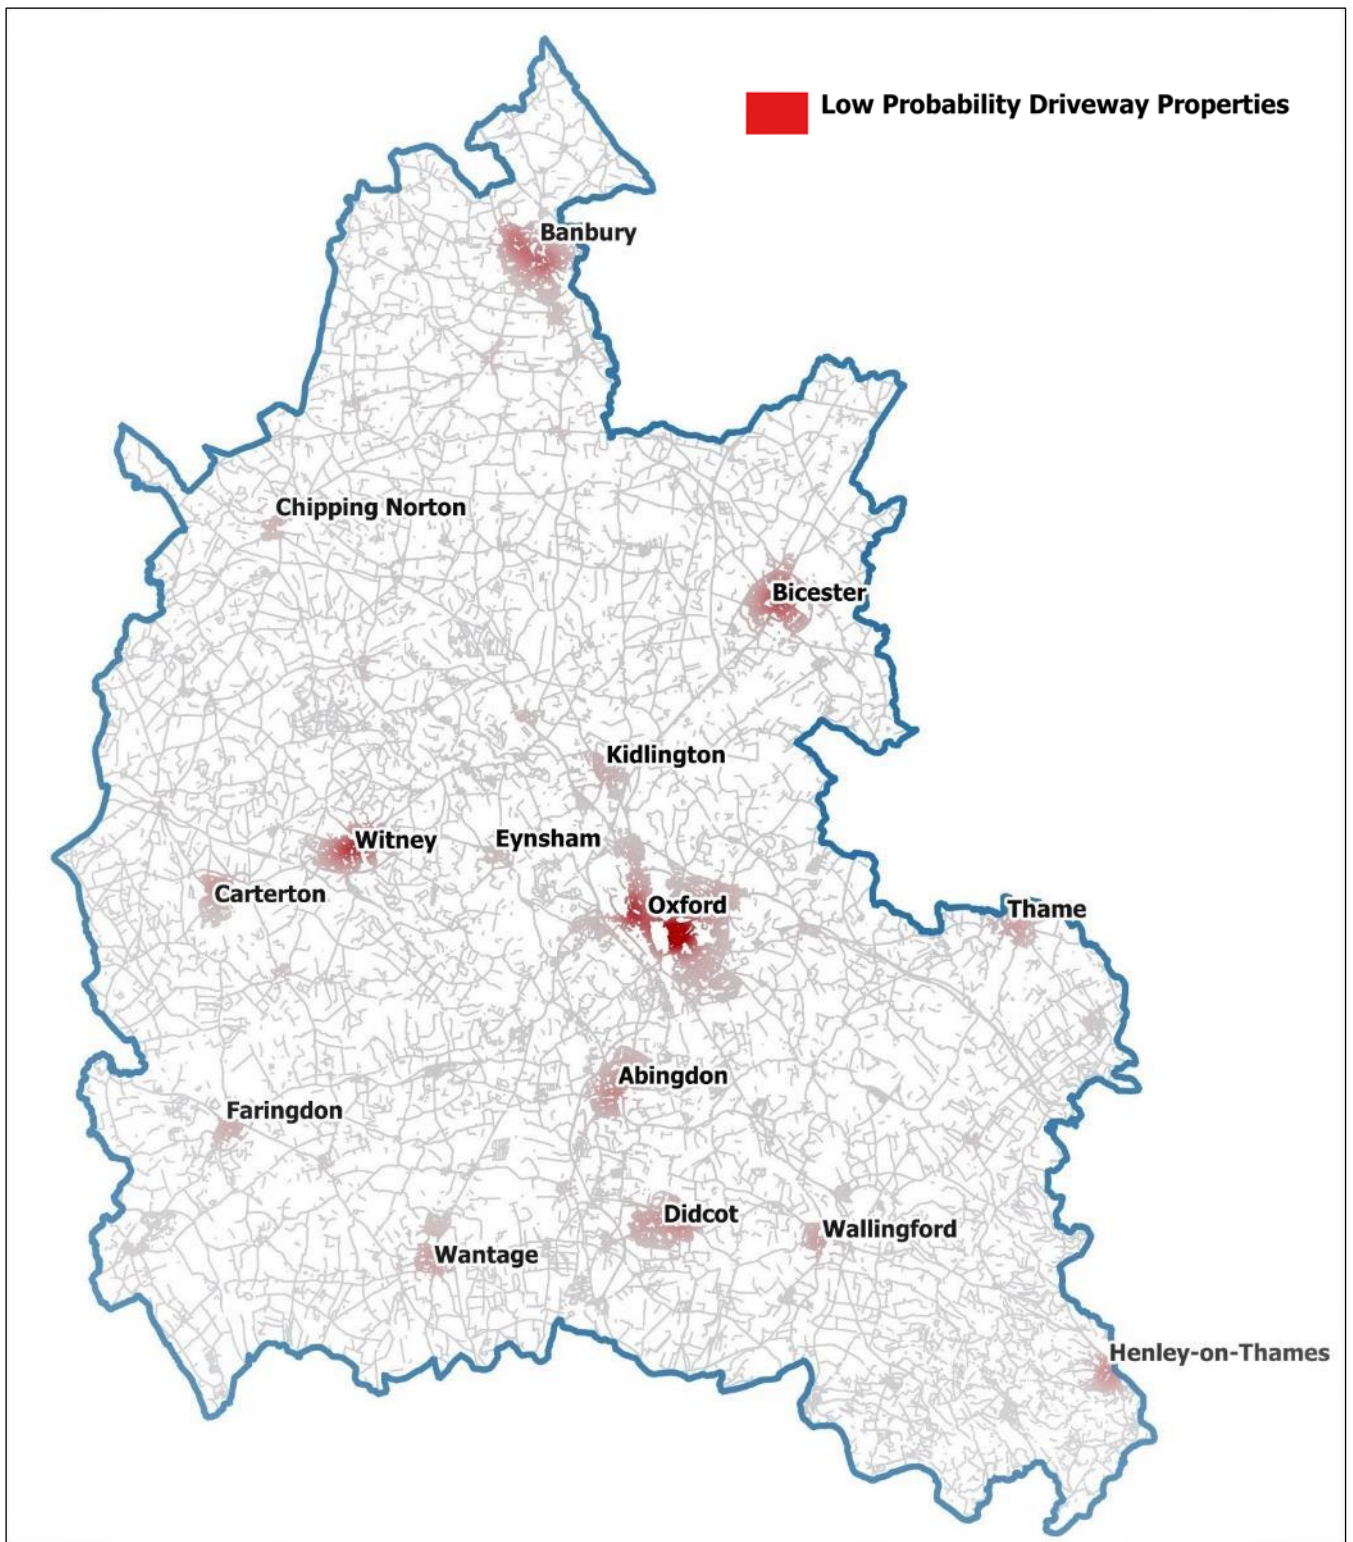 Low Probability Driveway Properties
Banbury
Chipping Norton
Bicester
Kidlington
Witney
Eynsham
Carterton
Oxford
Thame
Abingdon
Faringdon
Didcot
Wallingford
Wantage
Henley-on-Thames